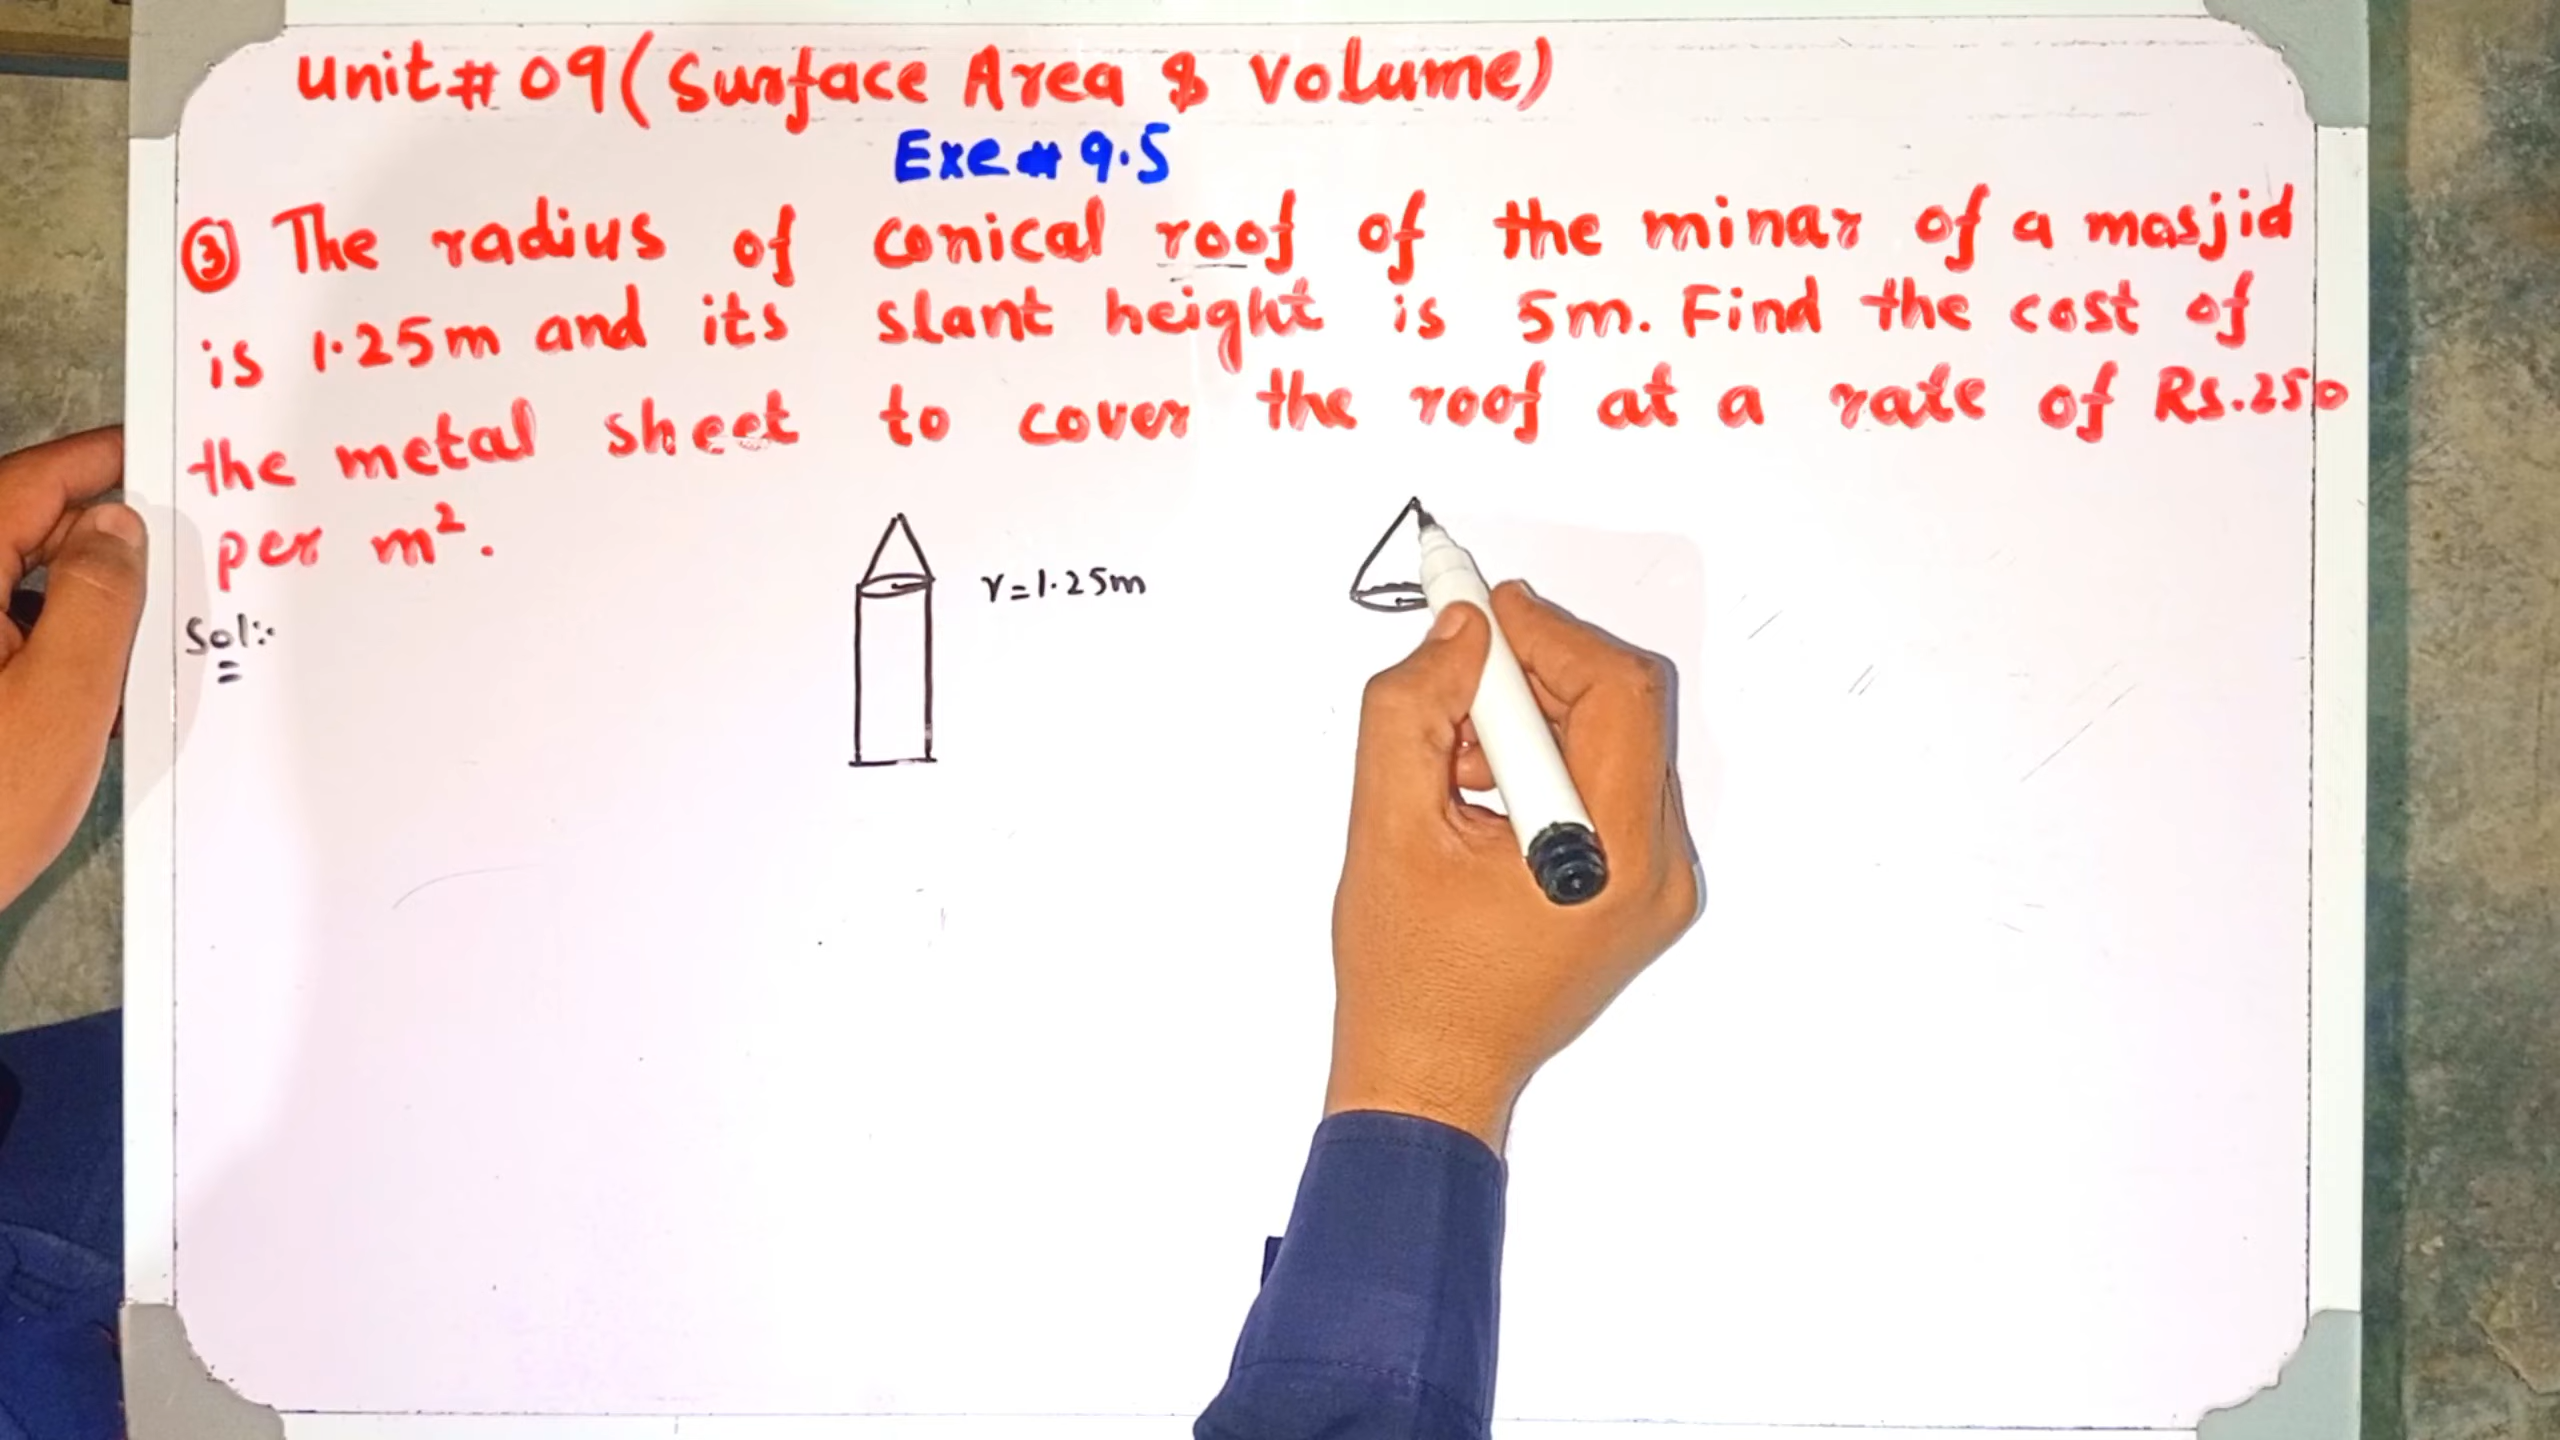 Unit# 09 (Surface Area & Volume)
Exe# 9.5
③ The radius of conical roof of the minar of a masjid
is 1.25m and its slant height is 5m. Find the cost of
the metal sheet to cover the roof at a rate of Rs.250
per m².
r=1.25m
Sol:-